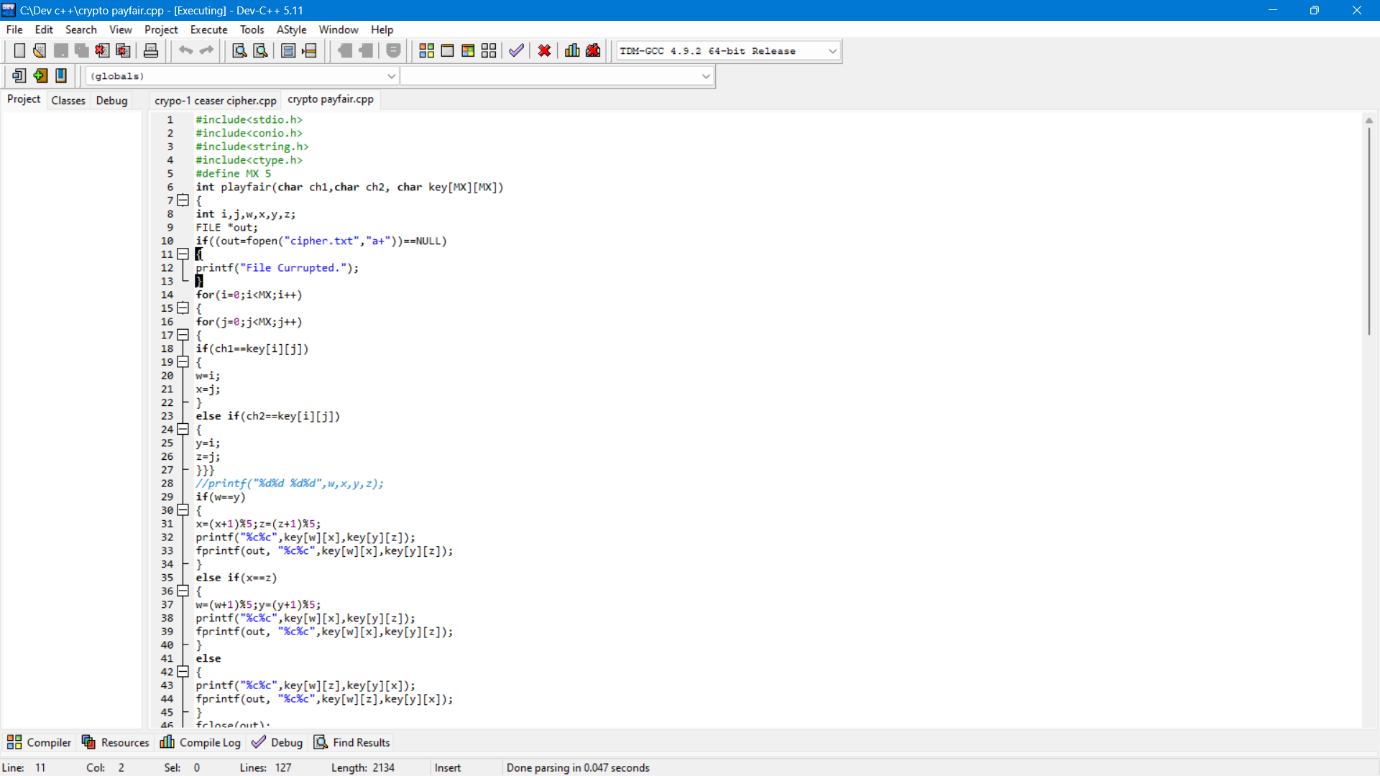 C:\Dev c++\crypto payfair.cpp - [Executing] - Dev-C++ 5.11
File Edit Search View Project Execute Tools AStyle Window Help
TDM-GCC 4.9.2 64-bit Release
(globals)
Project Classes Debug
crypo-1 ceaser cipher.cpp crypto payfair.cpp
1 #include<stdio.h>
2 #include<conio.h>
3 #include<string.h>
4 #include<ctype.h>
5 #define MX 5
6 int playfair(char ch1,char ch2, char key[MX][MX])
7 {
8 int i,j,w,x,y,z;
9 FILE *out;
10 if((out=fopen("cipher.txt","a+"))==NULL)
11 {
12 printf("File Currupted.");
13 }
14 for(i=0;i<MX;i++)
15 {
16 for(j=0;j<MX;j++)
17 {
18 if(ch1==key[i][j])
19 {
20 w=i;
21 x=j;
22 }
23 else if(ch2==key[i][j])
24 {
25 y=i;
26 z=j;
27 }}}
28 //printf("%d%d %d%d",w,x,y,z);
29 if(w==y)
30 {
31 x=(x+1)%5;z=(z+1)%5;
32 printf("%c%c",key[w][x],key[y][z]);
33 fprintf(out, "%c%c",key[w][x],key[y][z]);
34 }
35 else if(x==z)
36 {
37 w=(w+1)%5;y=(y+1)%5;
38 printf("%c%c",key[w][x],key[y][z]);
39 fprintf(out, "%c%c",key[w][x],key[y][z]);
40 }
41 else
42 {
43 printf("%c%c",key[w][z],key[y][x]);
44 fprintf(out, "%c%c",key[w][z],key[y][x]);
45 }
46 fclose(out);
Compiler Resources Compile Log Debug Find Results
Line: 11 Col: 2 Sel: 0 Lines: 127 Length: 2134 Insert Done parsing in 0.047 seconds